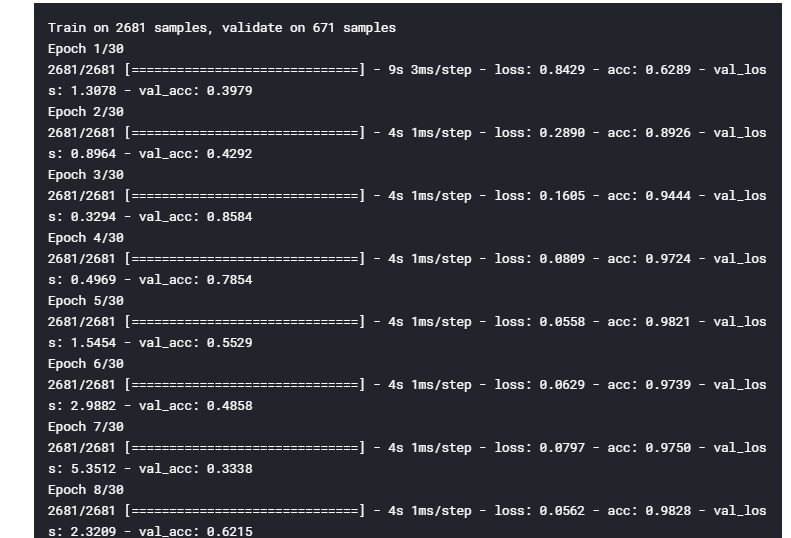 Train on 2681 samples, validate on 671 samples
Epoch 1/30
2681/2681 [==============================] - 9s 3ms/step - loss: 0.8429 - acc: 0.6289 - val_los
s: 1.3078 - val_acc: 0.3979
Epoch 2/30
2681/2681 [==============================] - 4s 1ms/step - loss: 0.2890 - acc: 0.8926 - val_los
s: 0.8964 - val_acc: 0.4292
Epoch 3/30
2681/2681 [==============================] - 4s 1ms/step - loss: 0.1605 - acc: 0.9444 - val_los
s: 0.3294 - val_acc: 0.8584
Epoch 4/30
2681/2681 [==============================] - 4s 1ms/step - loss: 0.0809 - acc: 0.9724 - val_los
s: 0.4969 - val_acc: 0.7854
Epoch 5/30
2681/2681 [==============================] - 4s 1ms/step - loss: 0.0558 - acc: 0.9821 - val_los
s: 1.5454 - val_acc: 0.5529
Epoch 6/30
2681/2681 [==============================] - 4s 1ms/step - loss: 0.0629 - acc: 0.9739 - val_los
s: 2.9882 - val_acc: 0.4858
Epoch 7/30
2681/2681 [==============================] - 4s 1ms/step - loss: 0.0797 - acc: 0.9750 - val_los
s: 5.3512 - val_acc: 0.3338
Epoch 8/30
2681/2681 [==============================] - 4s 1ms/step - loss: 0.0562 - acc: 0.9828 - val_los
s: 2.3209 - val_acc: 0.6215